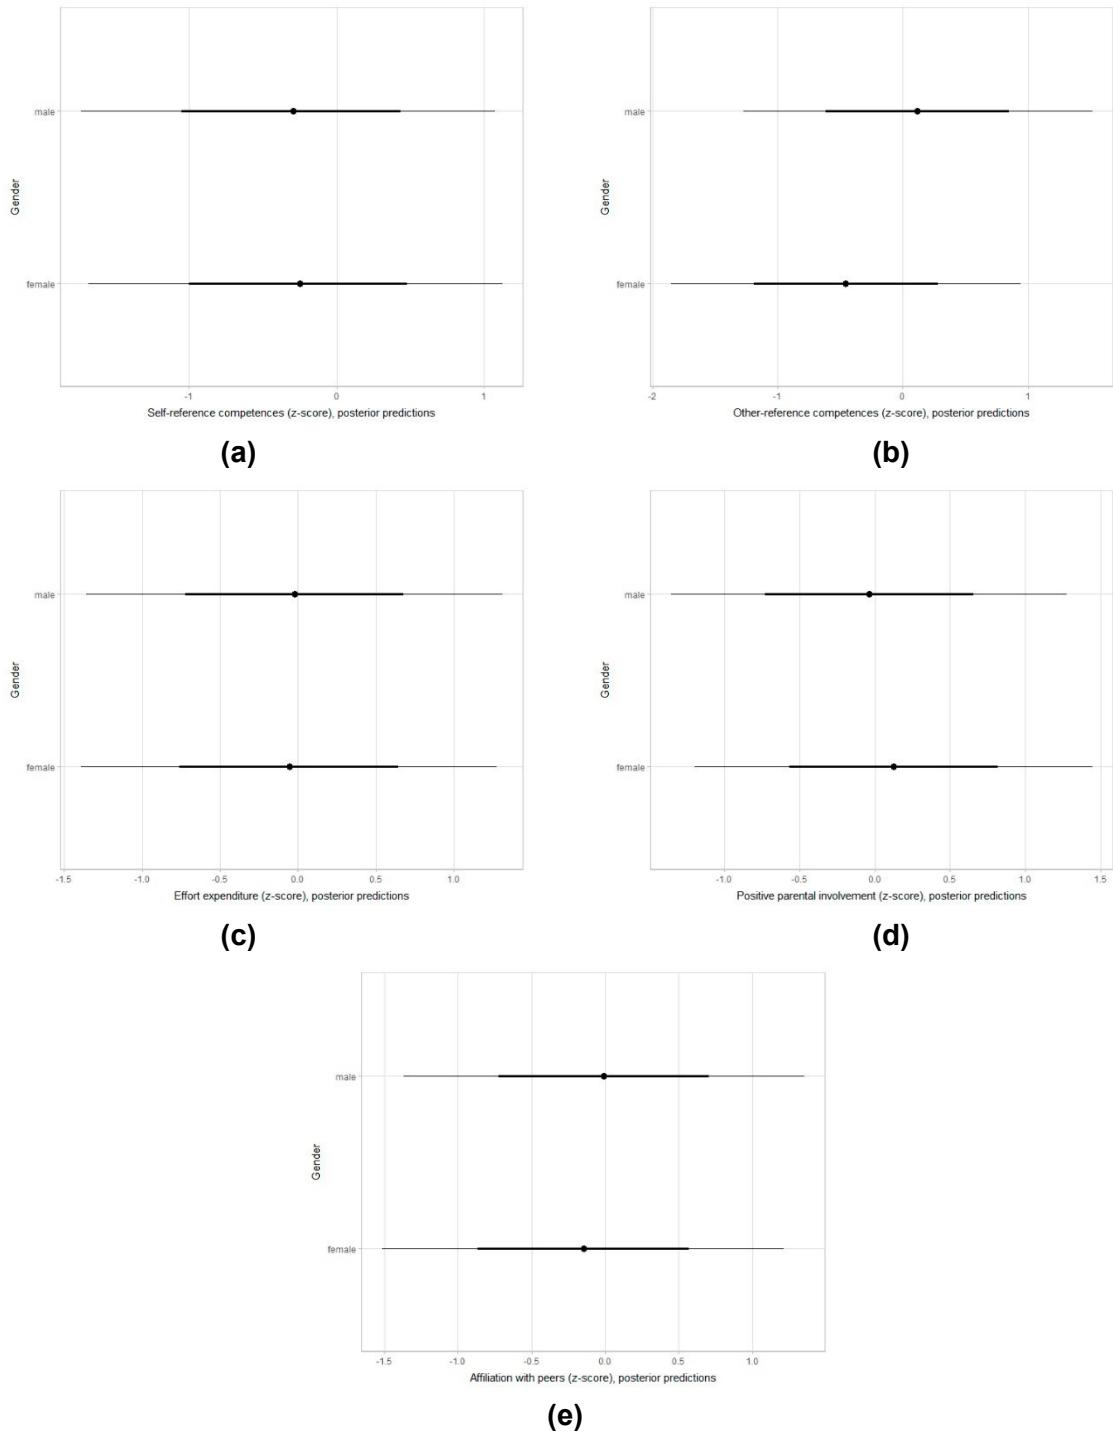 male
Gender
female
-1 0 1
Self-reference competences (z-score), posterior predictions
(a)
male
Gender
female
-2 -1 0 1
Other-reference competences (z-score), posterior predictions
(b)
male
Gender
female
-1.5 -1.0 -0.5 0.0 0.5 1.0
Effort expenditure (z-score), posterior predictions
(c)
male
Gender
female
-1.0 -0.5 0.0 0.5 1.0 1.5
Positive parental involvement (z-score), posterior predictions
(d)
male
Gender
female
-1.5 -1.0 -0.5 0.0 0.5 1.0
Affiliation with peers (z-score), posterior predictions
(e)